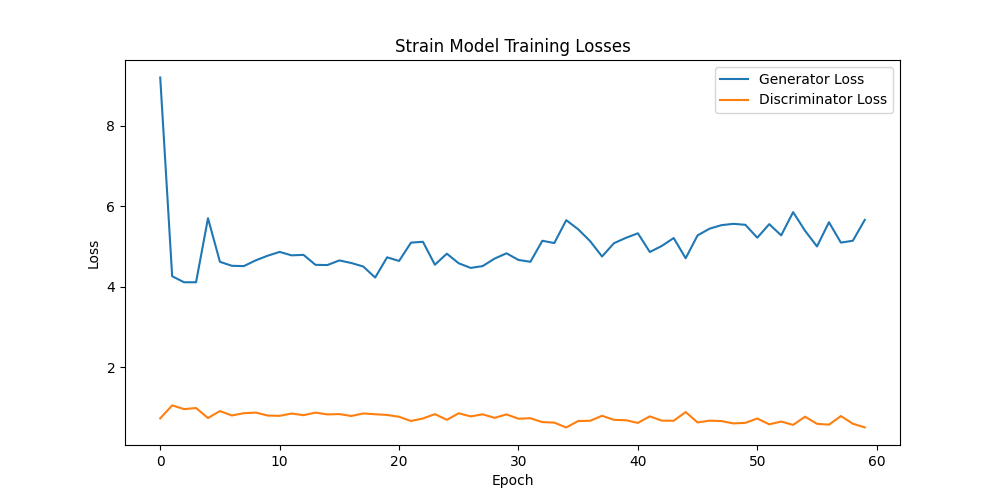 Strain Model Training Losses
Generator Loss
Discriminator Loss
8
6
4
2
Loss
0 10 20 30 40 50 60
Epoch